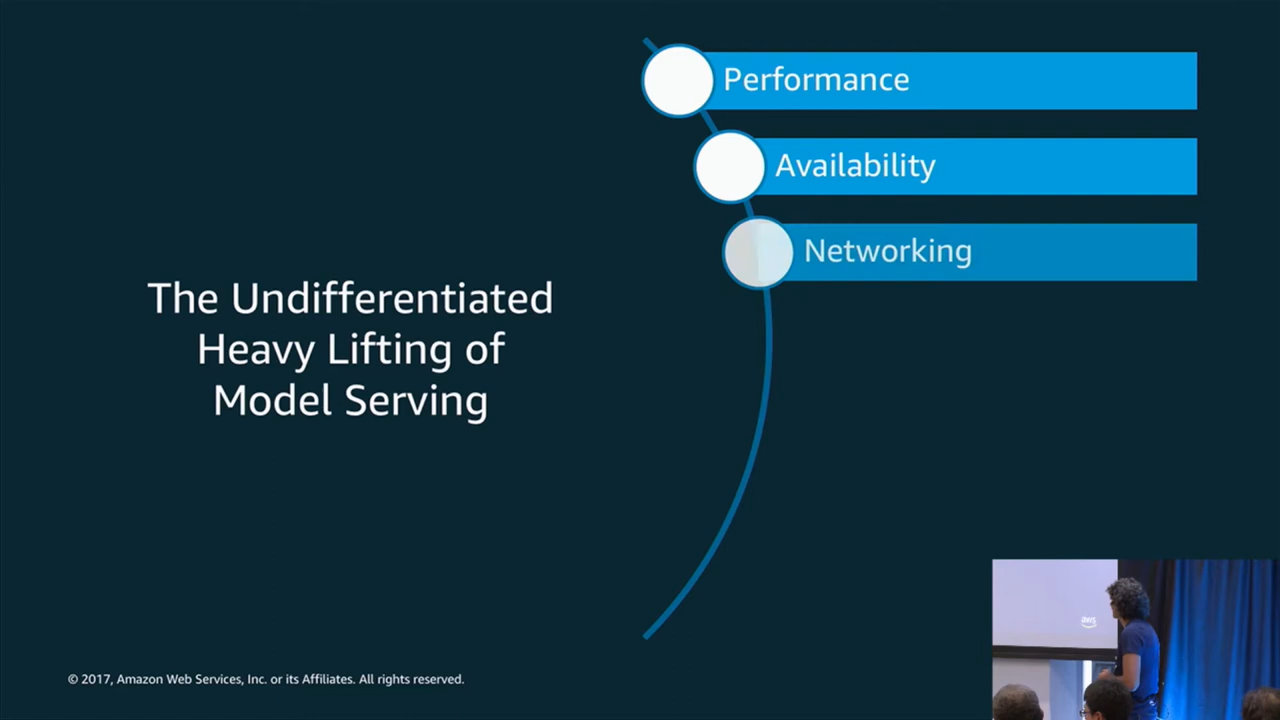 Performance
Availability
Networking
The Undifferentiated
Heavy Lifting of
Model Serving
aws
© 2017, Amazon Web Services, Inc. or its Affiliates. All rights reserved.